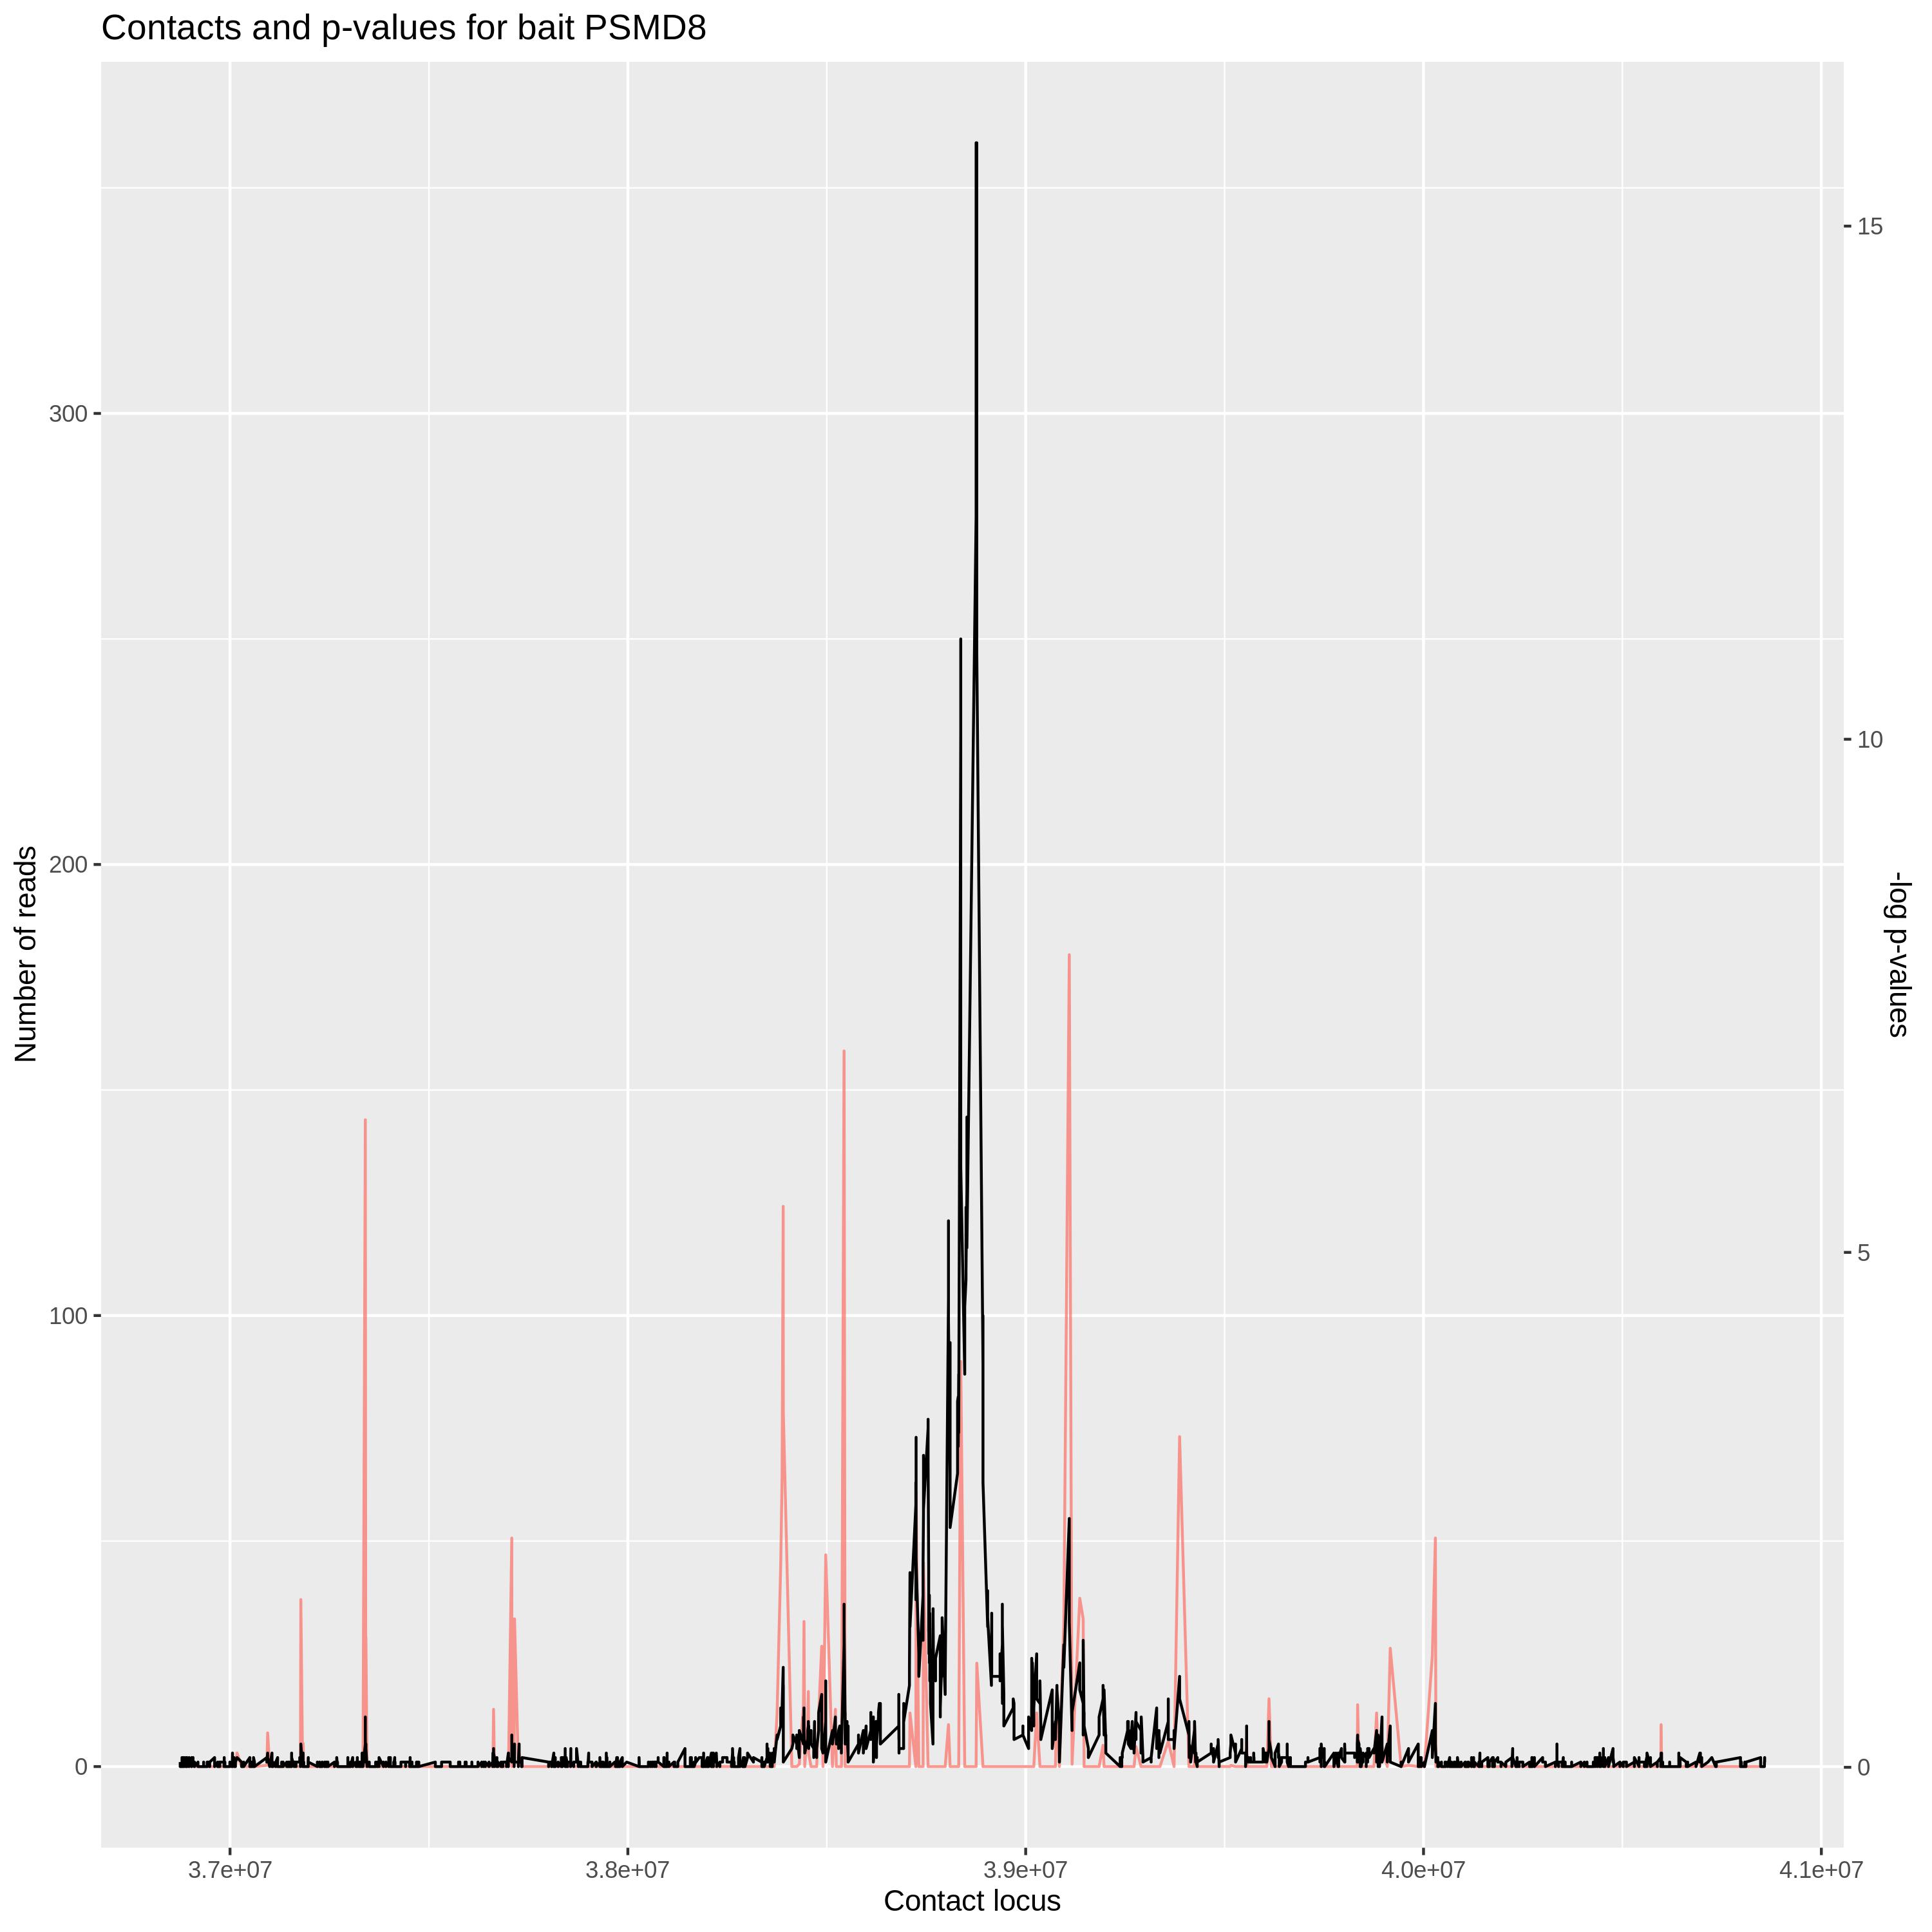 Contacts and p-values for bait PSMD8
Number of reads
300
200
100
0
15
10
5
0
-log p-values
3.7e+07 3.8e+07 3.9e+07 4.0e+07 4.1e+07
Contact locus